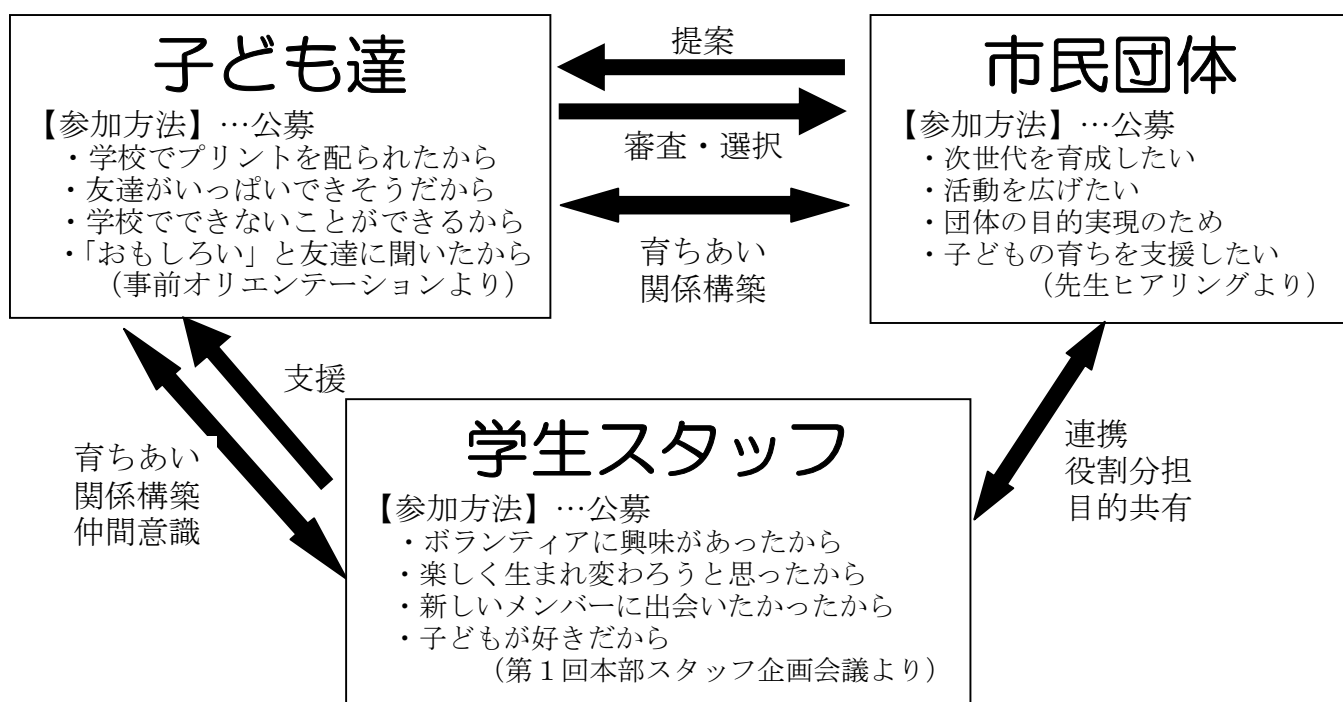 子ども達
【参加方法】…公募
・学校でプリントを配られたから
・友達がいっぱいできそうだから
・学校でできないことができるから
・「おもしろい」と友達に聞いたから
（事前オリエンテーションより）
提案
審査・選択
育ちあい
関係構築
市民団体
【参加方法】…公募
・次世代を育成したい
・活動を広げたい
・団体の目的実現のため
・子どもの育ちを支援したい
（先生ヒアリングより）
支援
育ちあい
関係構築
仲間意識
学生スタッフ
【参加方法】…公募
・ボランティアに興味があったから
・楽しく生まれ変わろうと思ったから
・新しいメンバーに出会いたかったから
・子どもが好きだから
（第１回本部スタッフ企画会議より）
連携
役割分担
目的共有